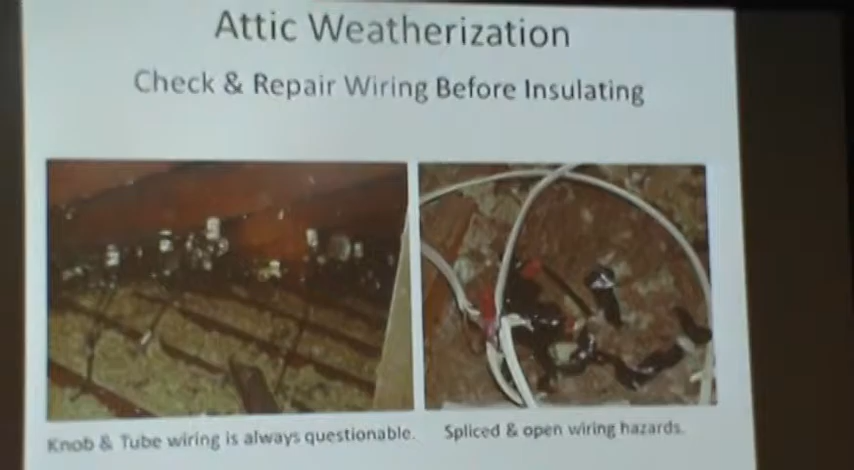 Attic Weatherization
Check & Repair Wiring Before Insulating
Knob & Tube wiring is always questionable.
Spliced & open wiring hazards.